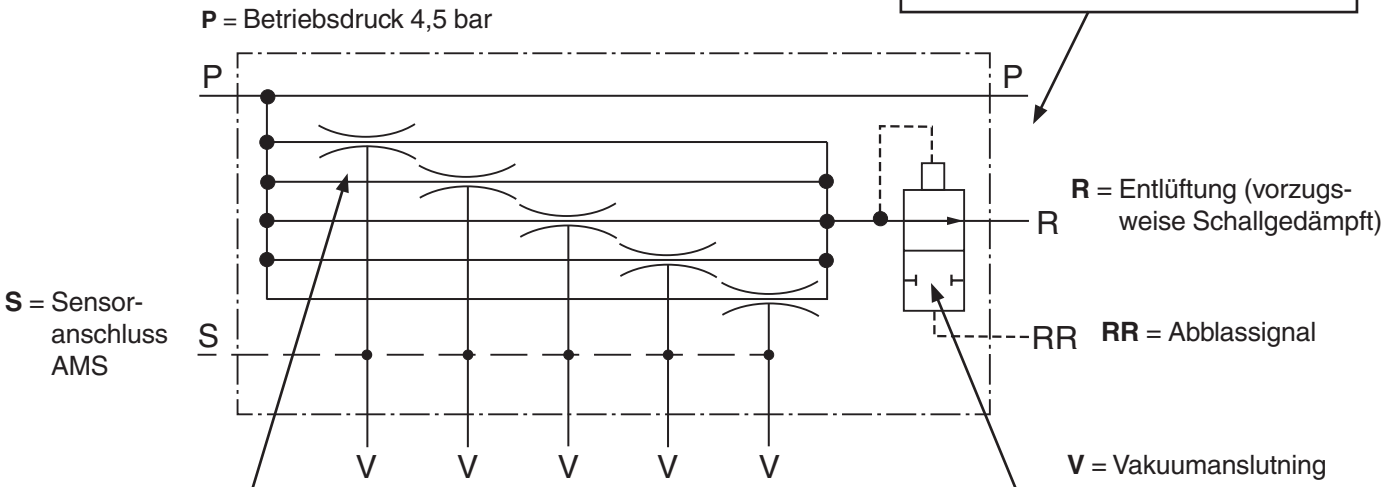 P = Betriebsdruck 4,5 bar
P
P
R = Entlüftung (vorzugs-
weise Schallgedämpft)
R
S = Sensor-
anschluss
AMS
S
RR
RR = Abblassignal
V
V
V
V
V
V = Vakuumanslutning